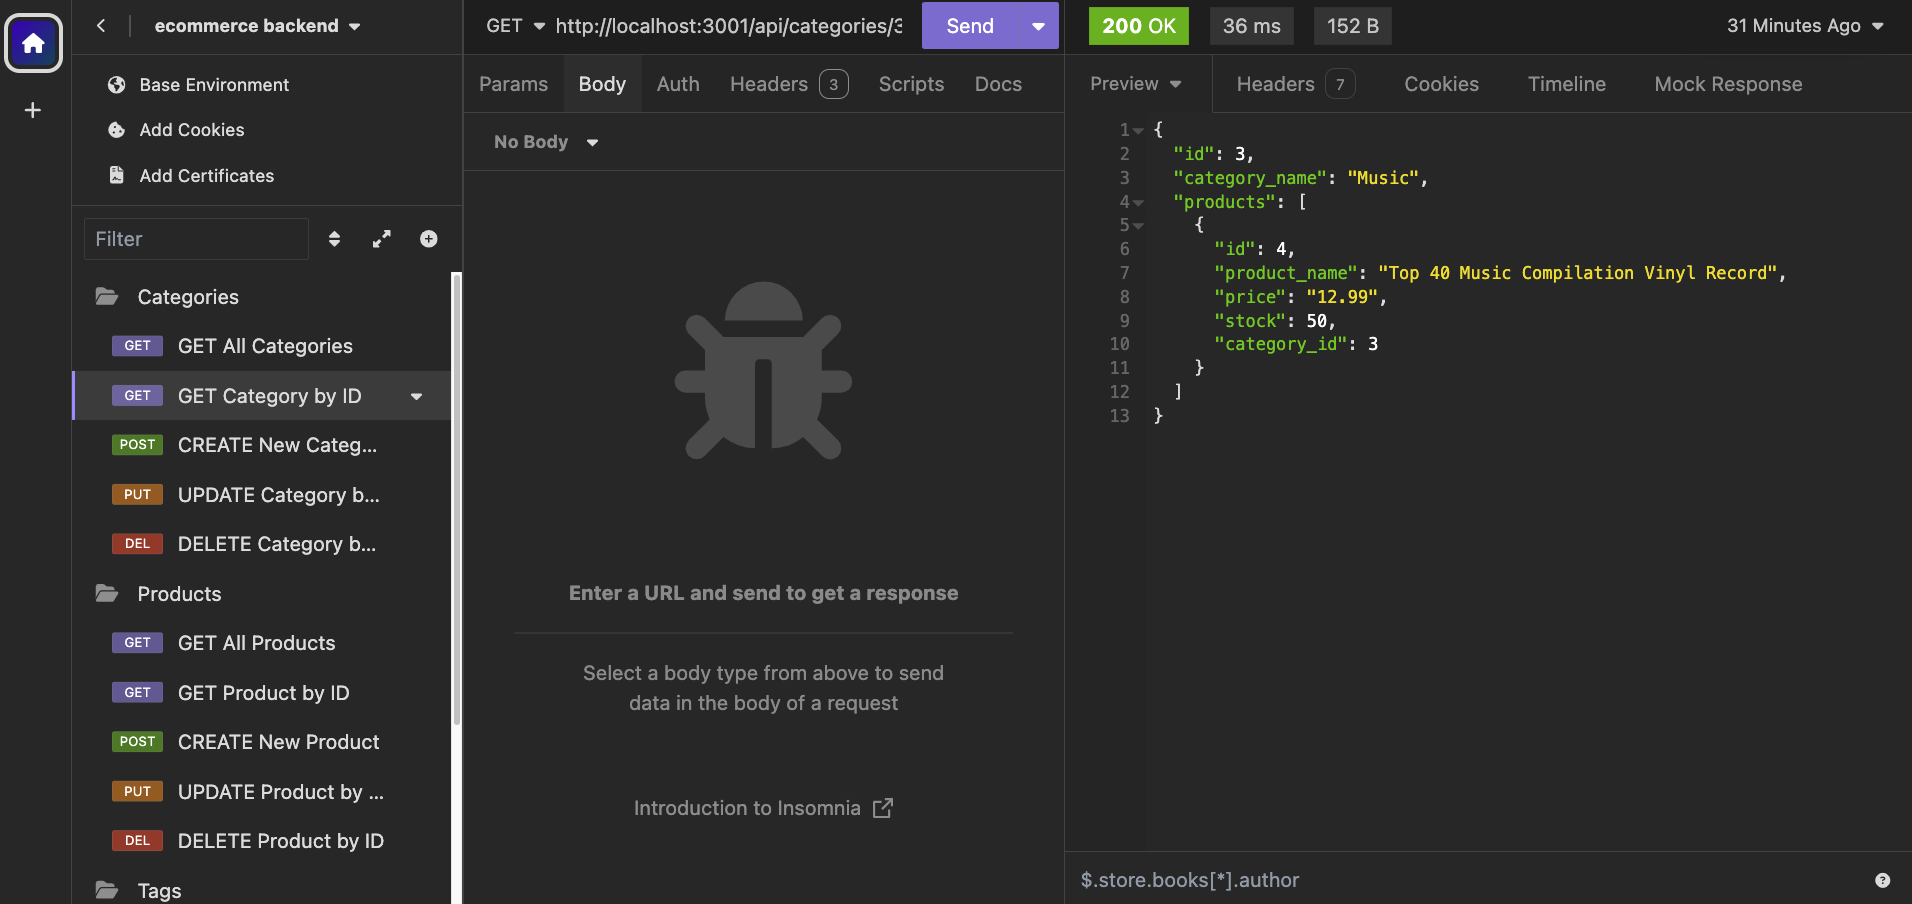 ecommerce backend
Base Environment
Add Cookies
Add Certificates
Filter
Categories
GET GET All Categories
GET GET Category by ID
POST CREATE New Categ...
PUT UPDATE Category b...
DEL DELETE Category b...
Products
GET GET All Products
GET GET Product by ID
POST CREATE New Product
PUT UPDATE Product by ...
DEL DELETE Product by ID
Tags
GET http://localhost:3001/api/categories/3 Send
Params Body Auth Headers 3 Scripts Docs
No Body
Enter a URL and send to get a response
Select a body type from above to send
data in the body of a request
Introduction to Insomnia
200 OK 36 ms 152 B 31 Minutes Ago
Preview Headers 7 Cookies Timeline Mock Response
1 {
2 "id": 3,
3 "category_name": "Music",
4 "products": [
5 {
6 "id": 4,
7 "product_name": "Top 40 Music Compilation Vinyl Record",
8 "price": "12.99",
9 "stock": 50,
10 "category_id": 3
11 }
12 ]
13 }
$.store.books[*].author